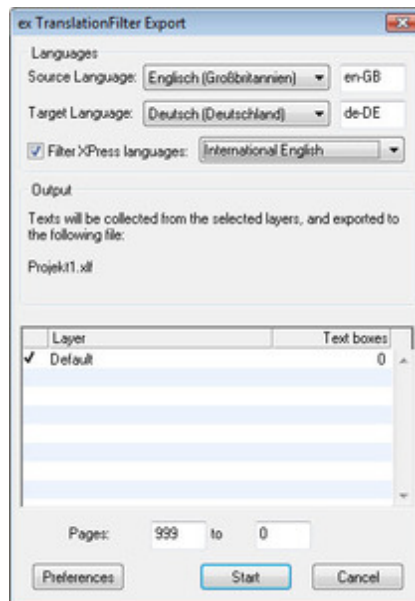 ex TranslationFilter Export
Languages
Source Language: Englisch (Großbritannien) en-GB
Target Language: Deutsch (Deutschland) de-DE
Filter XPress languages: International English
Output
Texts will be collected from the selected layers, and exported to
the following file:
Projekt1.xlf
Layer Text boxes
Default 0
Pages: 999 to 0
Preferences Start Cancel